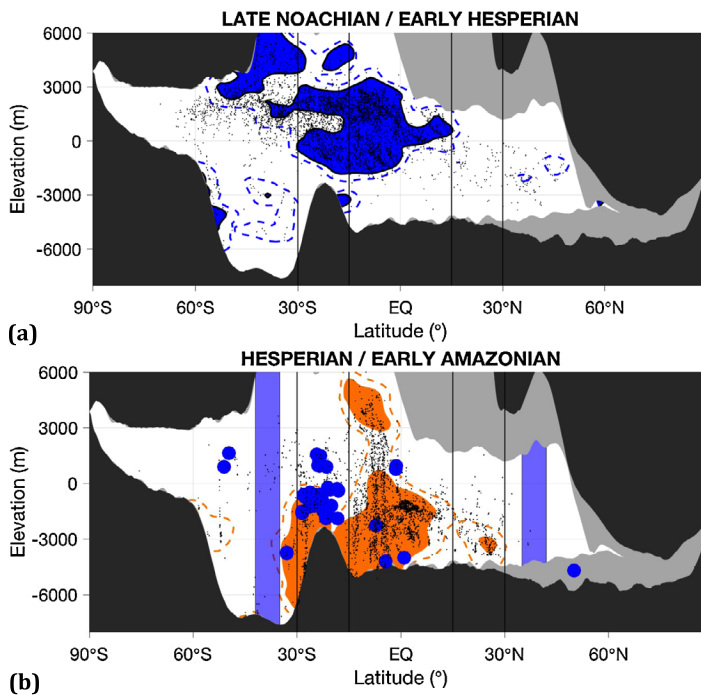 LATE NOACHIAN / EARLY HESPERIAN
6000
3000
0
-3000
-6000
Elevation (m)
90°S 60°S 30°S EQ 30°N 60°N
Latitude (°)
(a)
HESPERIAN / EARLY AMAZONIAN
6000
3000
0
-3000
-6000
Elevation (m)
90°S 60°S 30°S EQ 30°N 60°N
Latitude (°)
(b)